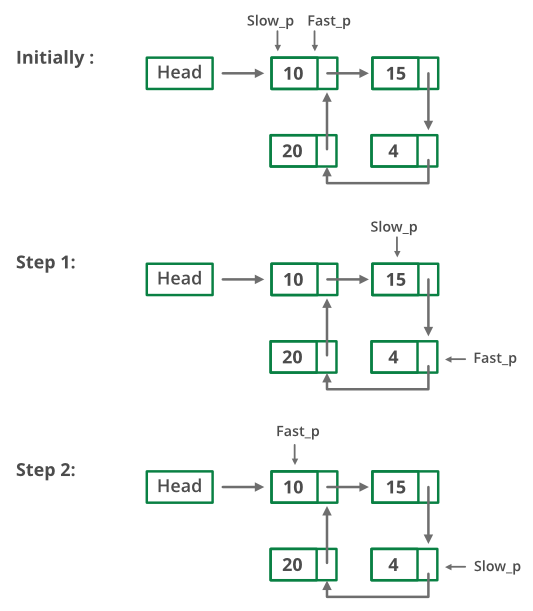 Slow_p Fast_p
Initially :
Head 10 15
20 4
Slow_p
Step 1:
Head 10 15
20 4 Fast_p
Fast_p
Step 2:
Head 10 15
20 4 Slow_p